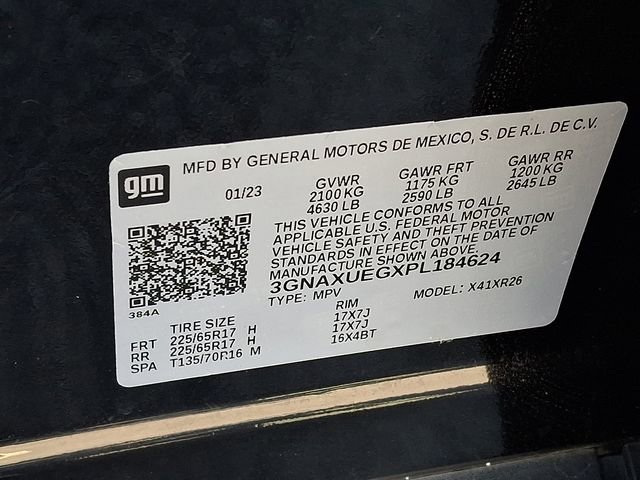 gm
MFD BY GENERAL MOTORS DE MEXICO, S. DE R.L. DE C.V.
01/23
GVWR GAWR FRT GAWR RR
2100 KG 1175 KG 1200 KG
4630 LB 2590 LB 2645 LB
THIS VEHICLE CONFORMS TO ALL
APPLICABLE U.S. FEDERAL MOTOR
VEHICLE SAFETY AND THEFT PREVENTION
STANDARDS IN EFFECT ON THE DATE OF
MANUFACTURE SHOWN ABOVE.
3GNAXUEGXPL184624
TYPE: MPV MODEL: X41XR26
384A
TIRE SIZE RIM
FRT 225/65R17 H 17X7J
RR 225/65R17 H 17X7J
SPA T135/70R16 M 16X4BT